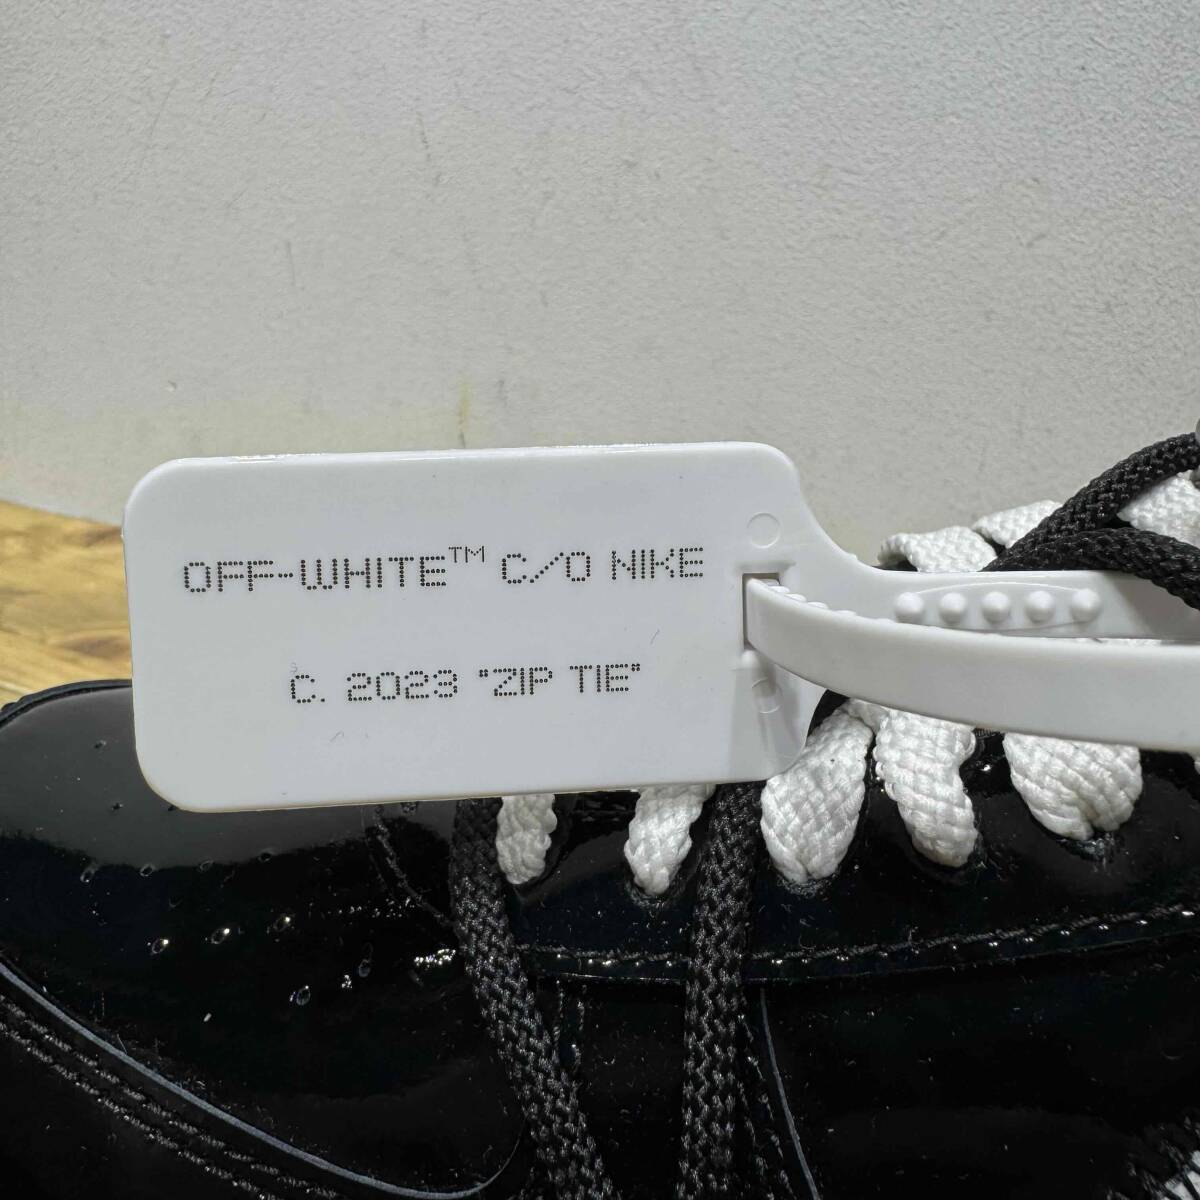 OFF-WHITE™ C/O NIKE
C. 2023 "ZIP TIE"